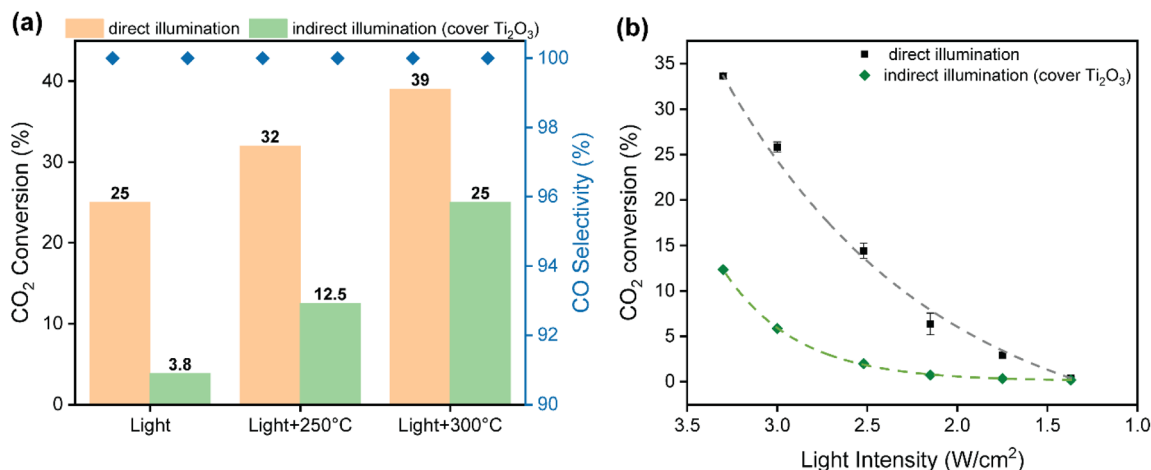 (a)
direct illumination
indirect illumination (cover Ti₂O₃)
CO₂ Conversion (%)
40
30
20
10
0
25
3.8
32
12.5
39
25
Light
Light+250°C
Light+300°C
100
98
96
94
92
90
CO Selectivity (%)
(b)
direct illumination
indirect illumination (cover Ti₂O₃)
CO₂ conversion (%)
35
30
25
20
15
10
5
0
3.5
3.0
2.5
2.0
1.5
1.0
Light Intensity (W/cm²)